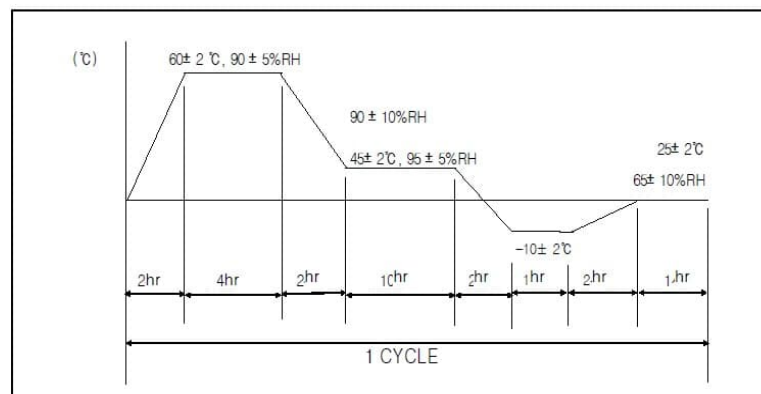 (℃)
60± 2 ℃, 90 ± 5%RH
90 ± 10%RH
45± 2℃, 95 ± 5%RH
25± 2℃
65± 10%RH
-10± 2℃
2hr
4hr
2hr
10hr
2hr
1hr
2hr
1hr
1 CYCLE